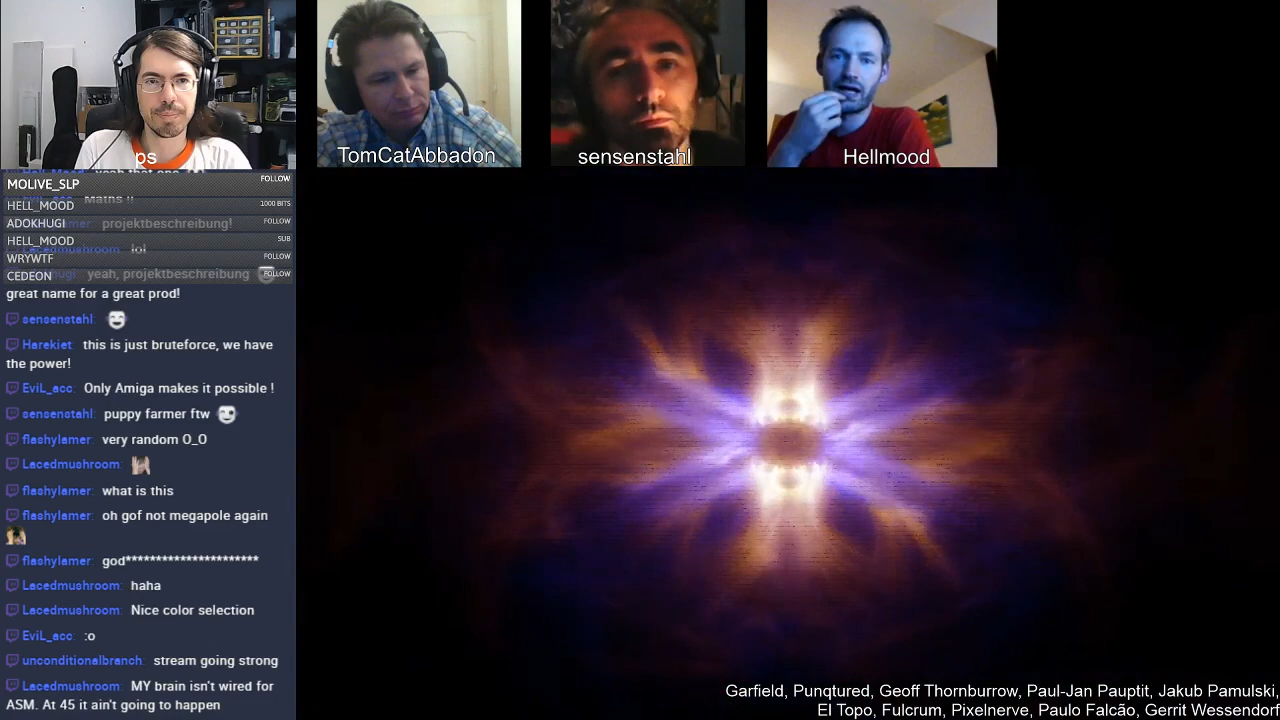 ps
TomCatAbbadon
sensenstahl
Hellmood
MOLIVE_SLP FOLLOW
HELL_MOOD 1000 BITS
Maths !!
ADOKHUGI FOLLOW
projektbeschreibung!
HELL_MOOD SUB
Lacedmushroom: lol
WRYWTF FOLLOW
CEDEON FOLLOW
yeah, projektbeschreibung
great name for a great prod!
sensenstahl:
Harekiet: this is just bruteforce, we have
the power!
EviL_acc: Only Amiga makes it possible !
sensenstahl: puppy farmer ftw
flashylamer: very random O_O
Lacedmushroom:
flashylamer: what is this
flashylamer: oh gof not megapole again
flashylamer: god**********************
Lacedmushroom: haha
Lacedmushroom: Nice color selection
EviL_acc: :o
unconditionalbranch: stream going strong
Lacedmushroom: MY brain isn't wired for
ASM. At 45 it ain't going to happen
Garfield, Punqtured, Geoff Thornburrow, Paul-Jan Pauptit, Jakub Pamulski,
El Topo, Fulcrum, Pixelnerve, Paulo Falcão, Gerrit Wessendorf